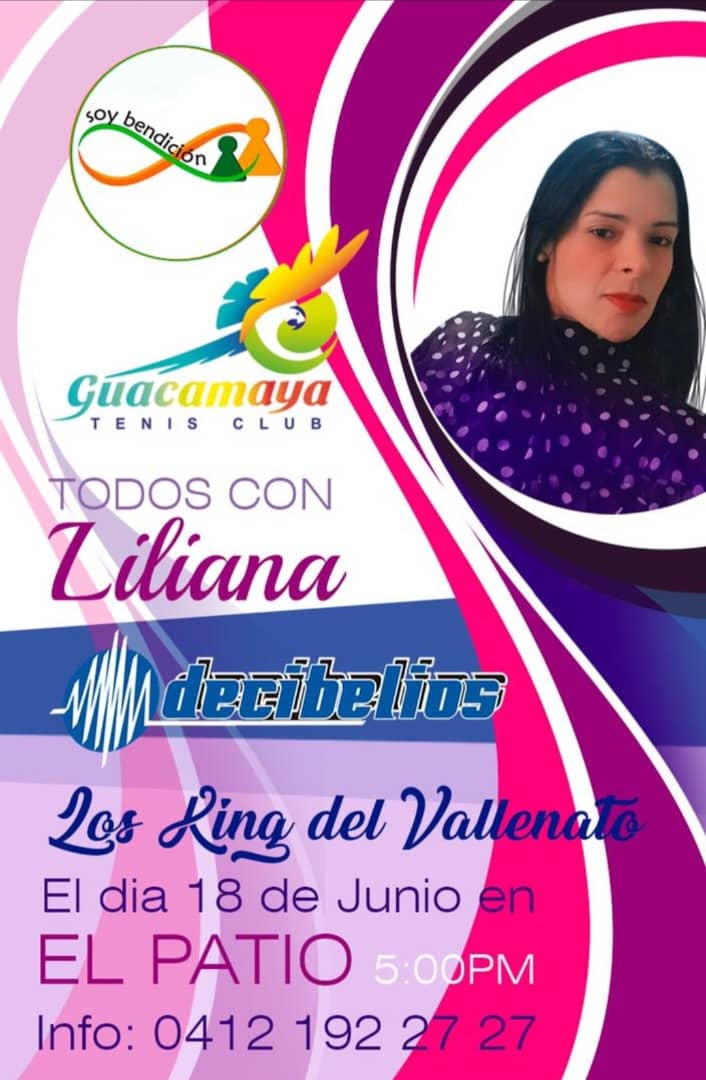 soy bendición
Guacamaya
TENIS CLUB
TODOS CON
Liliana
decibelios
Los King del Vallenato
El dia 18 de Junio en
EL PATIO 5:00PM
Info: 0412 192 27 27